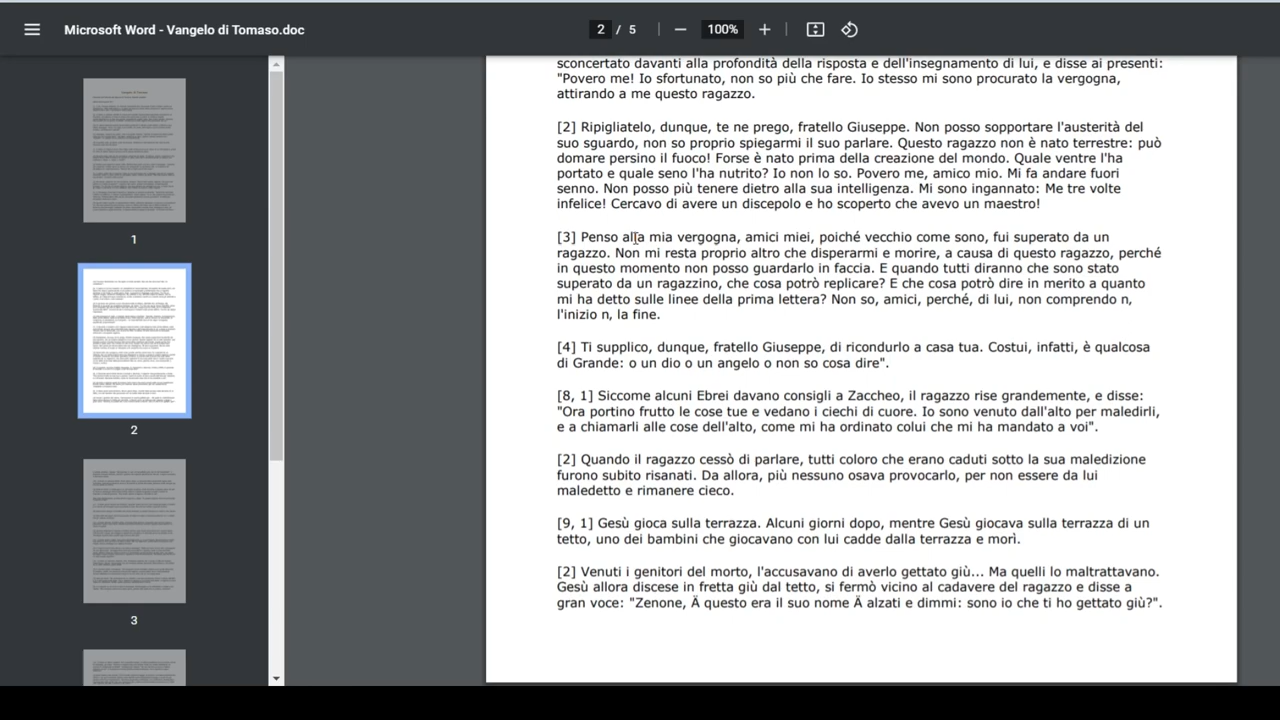 Microsoft Word - Vangelo di Tomaso.doc
2 / 5
100%
1
2
3
sconcertato davanti alla profondità della risposta e dell'insegnamento di lui, e disse ai presenti:
"Povero me! Io sfortunato, non so più che fare. Io stesso mi sono procurato la vergogna,
attirando a me questo ragazzo.
[2] Ripigliatelo, dunque, te ne prego, fratello Giuseppe. Non posso sopportare l'austerità del
suo sguardo, non so proprio spiegarmi il suo parlare. Questo ragazzo non è nato terrestre: può
domare persino il fuoco! Forse è nato prima della creazione del mondo. Quale ventre l'ha
portato e quale seno l'ha nutrito? Io non lo so. Povero me, amico mio! Mi fa andare fuori
senno. Non posso più tenere dietro alla sua intelligenza. Mi sono ingannato: Me tre volte
infelice! Cercavo di avere un discepolo e ho scoperto che avevo un maestro!
[3] Penso alla mia vergogna, amici miei, poiché vecchio come sono, fui superato da un
ragazzo. Non mi resta proprio altro che disperarmi e morire, a causa di questo ragazzo, perché
in questo momento non posso guardarlo in faccia. E quando tutti diranno che sono stato
superato da un ragazzino, che cosa potrò dire? E che cosa potrò dire in merito a quanto
mi ha detto sulle linee della prima lettera? Non so, amici, perché, di lui, non comprendo n,
l'inizio n, la fine.
[4] Ti supplico, dunque, fratello Giuseppe, di ricondurlo a casa tua. Costui, infatti, è qualcosa
di Grande: o un dio o un angelo o non so cosa dire".
[8, 1] Siccome alcuni Ebrei davano consigli a Zaccheo, il ragazzo rise grandemente, e disse:
"Ora portino frutto le cose tue e vedano i ciechi di cuore. Io sono venuto dall'alto per maledirli,
e a chiamarli alle cose dell'alto, come mi ha ordinato colui che mi ha mandato a voi".
[2] Quando il ragazzo cessò di parlare, tutti coloro che erano caduti sotto la sua maledizione
furono subito risanati. Da allora, più nessuno osava provocarlo, per non essere da lui
maledetto e rimanere cieco.
[9, 1] Gesù gioca sulla terrazza. Alcuni giorni dopo, mentre Gesù giocava sulla terrazza di un
tetto, uno dei bambini che giocavano con lui cadde dalla terrazza e morì.
[2] Venuti i genitori del morto, l'accusavano di averlo gettato giù... Ma quelli lo maltrattavano.
Gesù allora discese in fretta giù dal tetto, si fermò vicino al cadavere del ragazzo e disse a
gran voce: "Zenone, Ä questo era il suo nome Ä alzati e dimmi: sono io che ti ho gettato giù?".